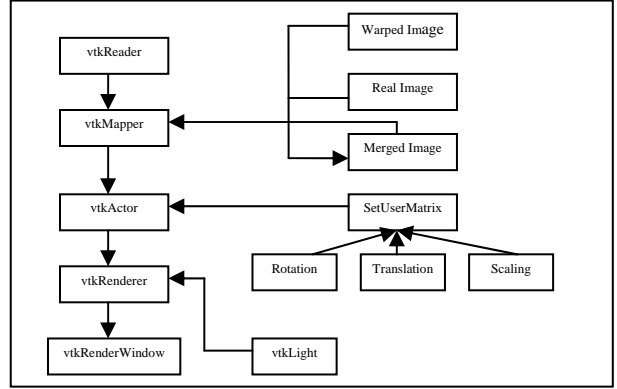 Warped Image
vtkReader
Real Image
vtkMapper
Merged Image
vtkActor
SetUserMatrix
Rotation
Translation
Scaling
vtkRenderer
vtkRenderWindow
vtkLight